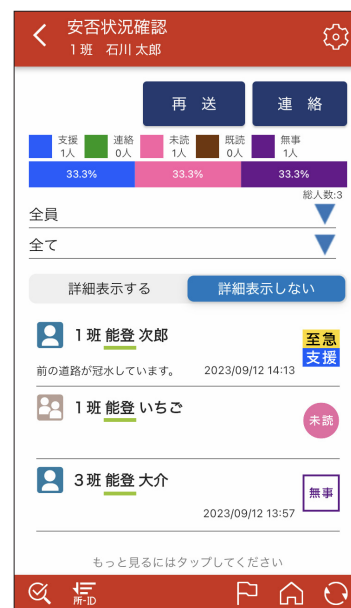 安否状況確認
1班 石川 太郎
再 送
連 絡
支援 連絡 未読 既読 無事
1人 0人 1人 0人 1人
33.3% 33.3% 33.3%
総人数:3
全員
全て
詳細表示する 詳細表示しない
1班 能登 次郎
至急
支援
前の道路が冠水しています。 2023/09/12 14:13
1班 能登 いちご
未読
3班 能登 大介
無事
2023/09/12 13:57
もっと見るにはタップしてください
所-ID